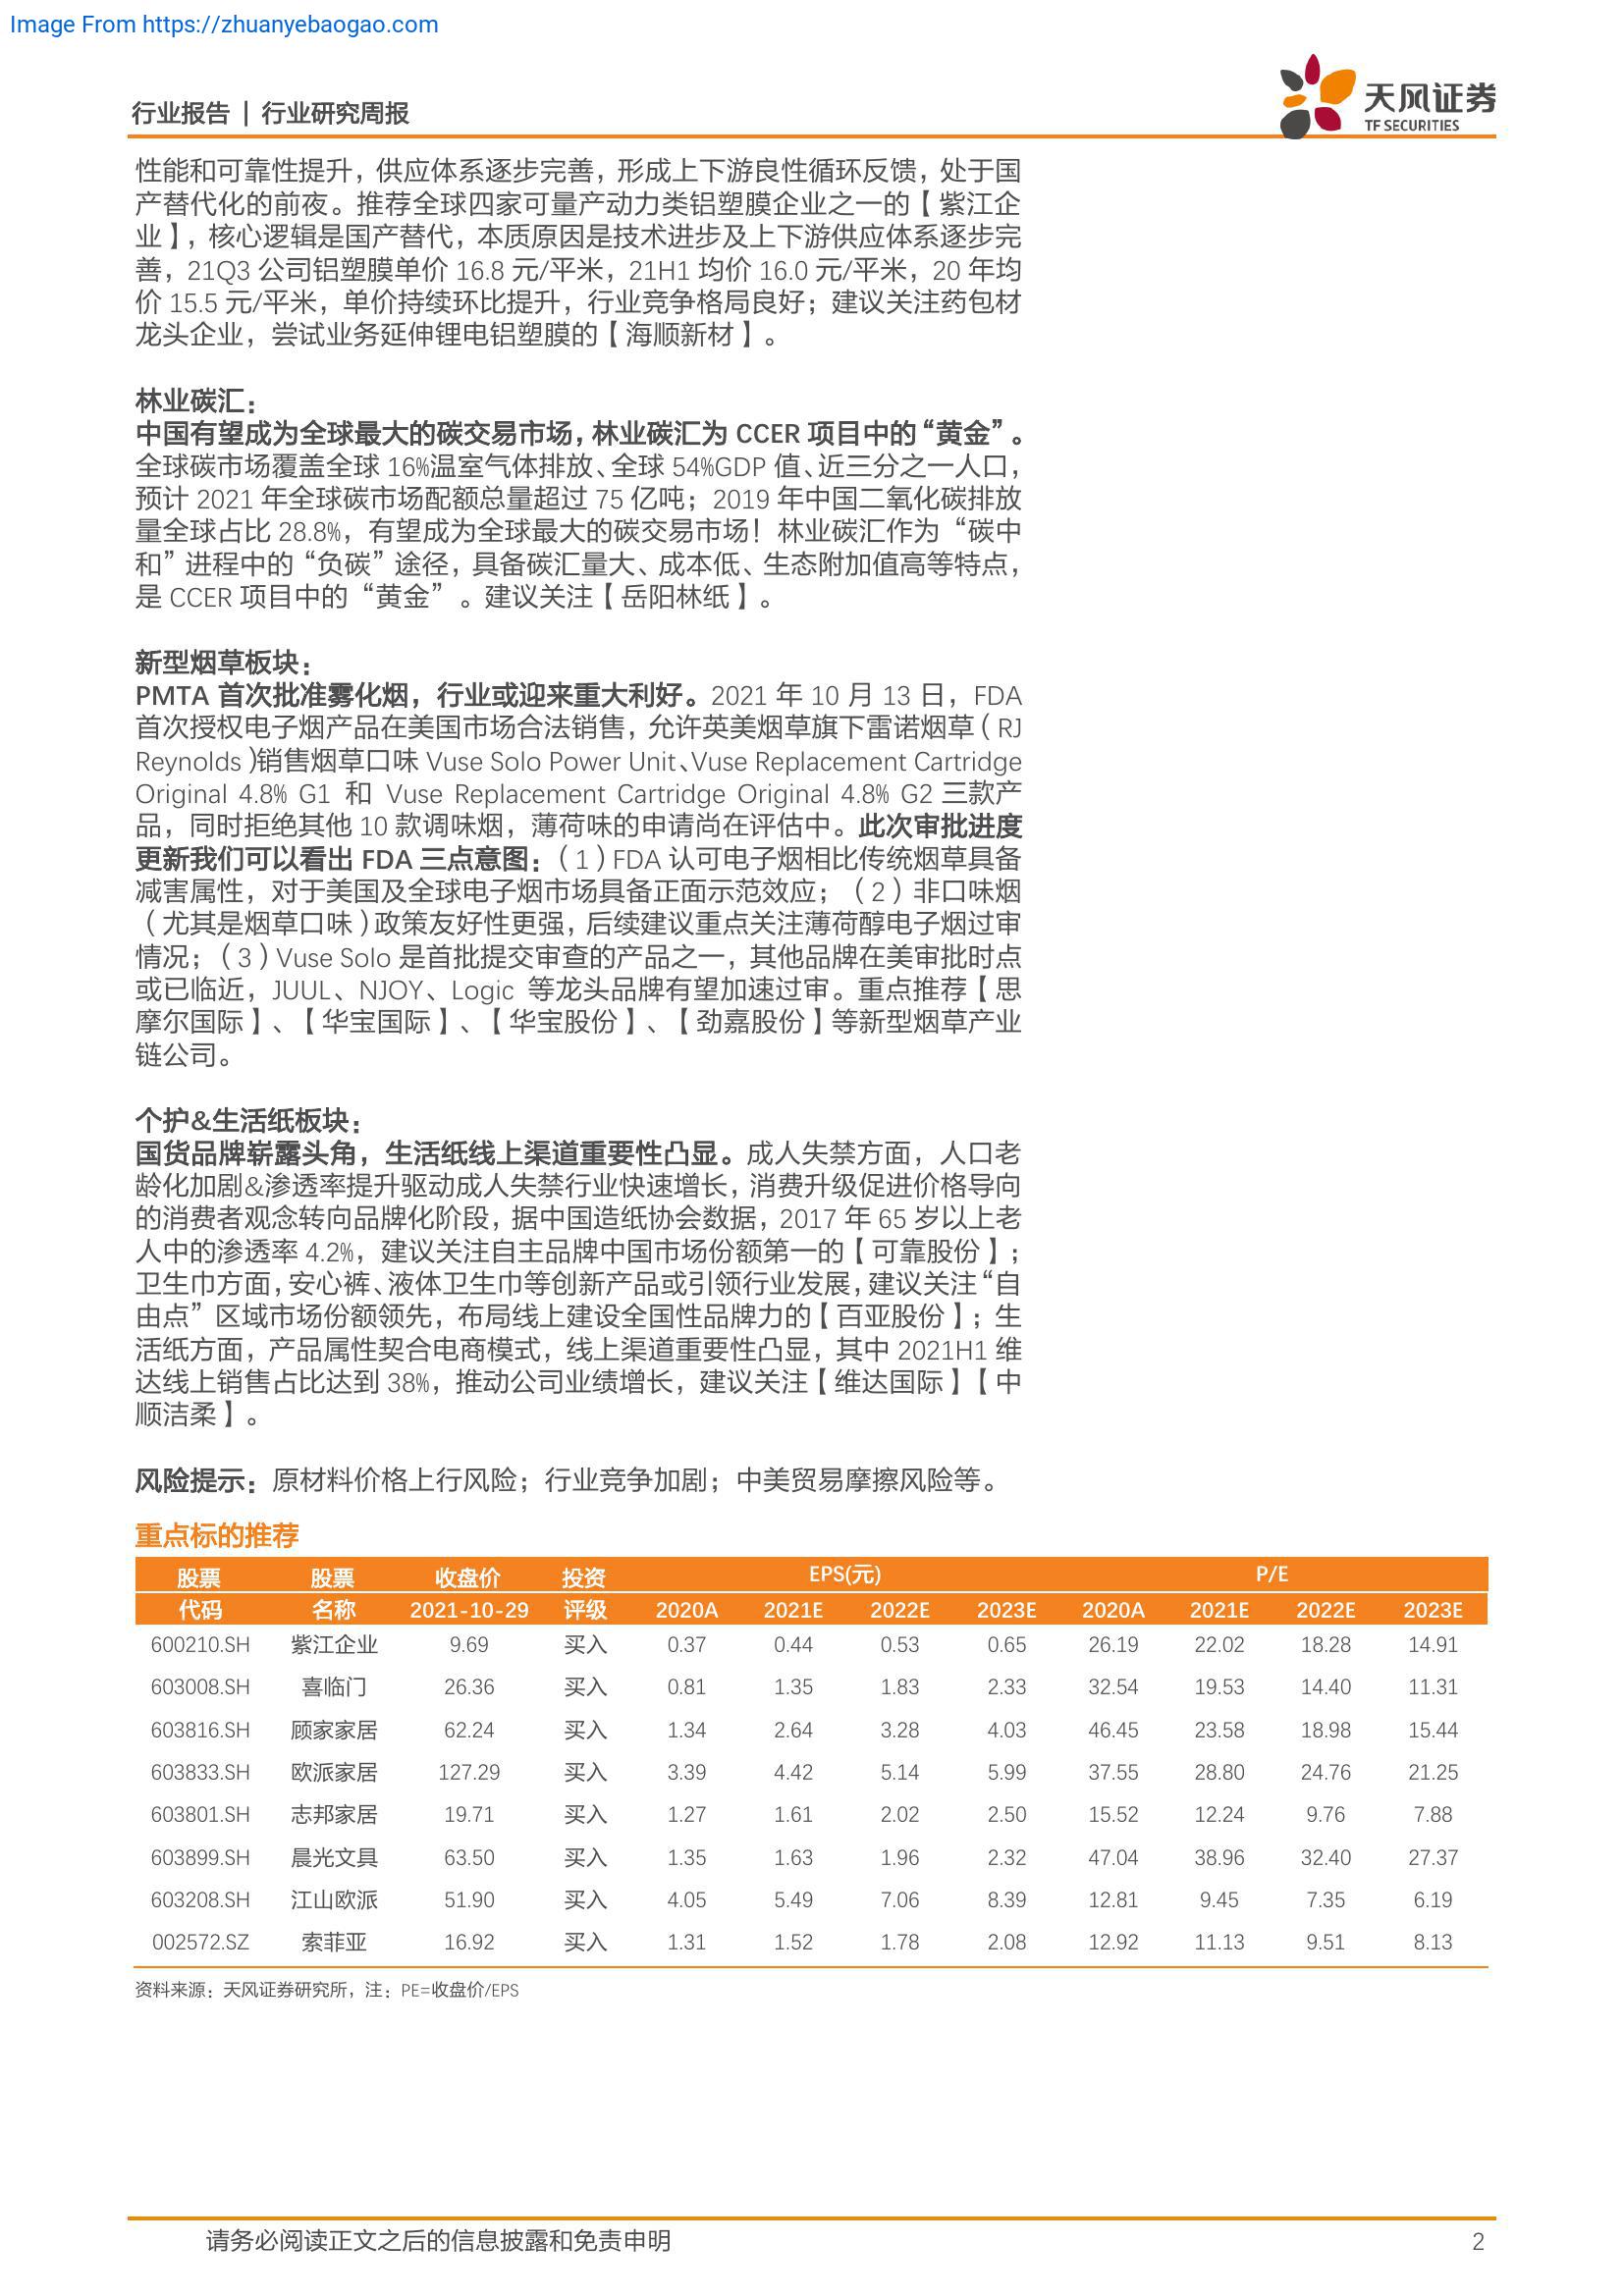 Image From https://zhuanyebaogao.com
行业报告 | 行业研究周报
天风证券
TF SECURITIES
性能和可靠性提升，供应体系逐步完善，形成上下游良性循环反馈，处于国
产替代化的前夜。推荐全球四家可量产动力类铝塑膜企业之一的【紫江企
业】，核心逻辑是国产替代，本质原因是技术进步及上下游供应体系逐步完
善，21Q3 公司铝塑膜单价 16.8 元/平米，21H1 均价 16.0 元/平米，20 年均
价 15.5 元/平米，单价持续环比提升，行业竞争格局良好；建议关注药包材
龙头企业，尝试业务延伸锂电铝塑膜的【海顺新材】。
林业碳汇：
中国有望成为全球最大的碳交易市场，林业碳汇为 CCER 项目中的“黄金”。
全球碳市场覆盖全球 16%温室气体排放、全球 54%GDP 值、近三分之一人口，
预计 2021 年全球碳市场配额总量超过 75 亿吨；2019 年中国二氧化碳排放
量全球占比 28.8%，有望成为全球最大的碳交易市场！林业碳汇作为“碳中
和”进程中的“负碳”途径，具备碳汇量大、成本低、生态附加值高等特点，
是 CCER 项目中的“黄金”。建议关注【岳阳林纸】。
新型烟草板块：
PMTA 首次批准雾化烟，行业或迎来重大利好。2021 年 10 月 13 日，FDA
首次授权电子烟产品在美国市场合法销售，允许英美烟草旗下雷诺烟草（RJ
Reynolds）销售烟草口味 Vuse Solo Power Unit、Vuse Replacement Cartridge
Original 4.8% G1 和 Vuse Replacement Cartridge Original 4.8% G2 三款产
品，同时拒绝其他 10 款调味烟，薄荷味的申请尚在评估中。此次审批进度
更新我们可以看出 FDA 三点意图：（1）FDA 认可电子烟相比传统烟草具备
减害属性，对于美国及全球电子烟市场具备正面示范效应；（2）非口味烟
（尤其是烟草口味）政策友好性更强，后续建议重点关注薄荷醇电子烟过审
情况；（3）Vuse Solo 是首批提交审查的产品之一，其他品牌在美审批时点
或已临近，JUUL、NJOY、Logic 等龙头品牌有望加速过审。重点推荐【思
摩尔国际】、【华宝国际】、【华宝股份】、【劲嘉股份】等新型烟草产业
链公司。
个护&生活纸板块：
国货品牌崭露头角，生活纸线上渠道重要性凸显。成人失禁方面，人口老
龄化加剧&渗透率提升驱动成人失禁行业快速增长，消费升级促进价格导向
的消费者观念转向品牌化阶段，据中国造纸协会数据，2017 年 65 岁以上老
人中的渗透率 4.2%，建议关注自主品牌中国市场份额第一的【可靠股份】；
卫生巾方面，安心裤、液体卫生巾等创新产品或引领行业发展，建议关注“自
由点”区域市场份额领先，布局线上建设全国性品牌力的【百亚股份】；生
活纸方面，产品属性契合电商模式，线上渠道重要性凸显，其中 2021H1 维
达线上销售占比达到 38%，推动公司业绩增长，建议关注【维达国际】【中
顺洁柔】。
风险提示：原材料价格上行风险；行业竞争加剧；中美贸易摩擦风险等。
重点标的推荐
股票 股票 收盘价 投资 EPS(元) P/E
代码 名称 2021-10-29 评级 2020A 2021E 2022E 2023E 2020A 2021E 2022E 2023E
600210.SH 紫江企业 9.69 买入 0.37 0.44 0.53 0.65 26.19 22.02 18.28 14.91
603008.SH 喜临门 26.36 买入 0.81 1.35 1.83 2.33 32.54 19.53 14.40 11.31
603816.SH 顾家家居 62.24 买入 1.34 2.64 3.28 4.03 46.45 23.58 18.98 15.44
603833.SH 欧派家居 127.29 买入 3.39 4.42 5.14 5.99 37.55 28.80 24.76 21.25
603801.SH 志邦家居 19.71 买入 1.27 1.61 2.02 2.50 15.52 12.24 9.76 7.88
603899.SH 晨光文具 63.50 买入 1.35 1.63 1.96 2.32 47.04 38.96 32.40 27.37
603208.SH 江山欧派 51.90 买入 4.05 5.49 7.06 8.39 12.81 9.45 7.35 6.19
002572.SZ 索菲亚 16.92 买入 1.31 1.52 1.78 2.08 12.92 11.13 9.51 8.13
资料来源：天风证券研究所，注：PE=收盘价/EPS
请务必阅读正文之后的信息披露和免责申明 2